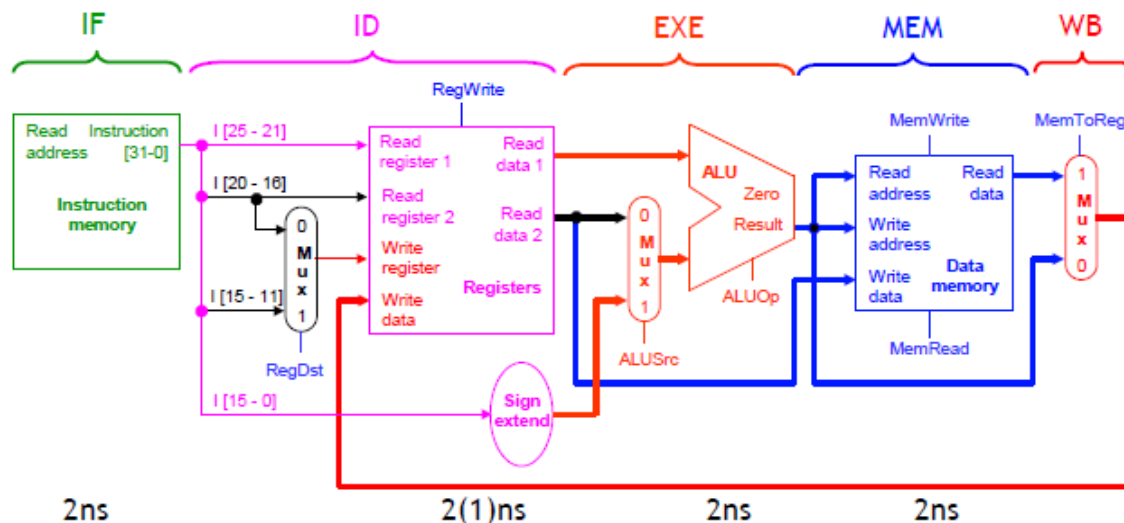 IF
ID
EXE
MEM
WB
RegWrite
MemWrite
MemToReg
Read Instruction
address [31-0]
Instruction
memory
I [25 - 21]
I [20 - 16]
I [15 - 11]
I [15 - 0]
0
M
u
x
1
RegDst
Read
register 1
Read
register 2
Write
register
Write
data
Read
data 1
Read
data 2
Registers
Sign
extend
0
M
u
x
1
ALUSrc
ALU
Zero
Result
ALUOp
Read
address
Write
address
Write
data
Read
data
Data
memory
MemRead
1
M
u
x
0
2ns
2(1)ns
2ns
2ns